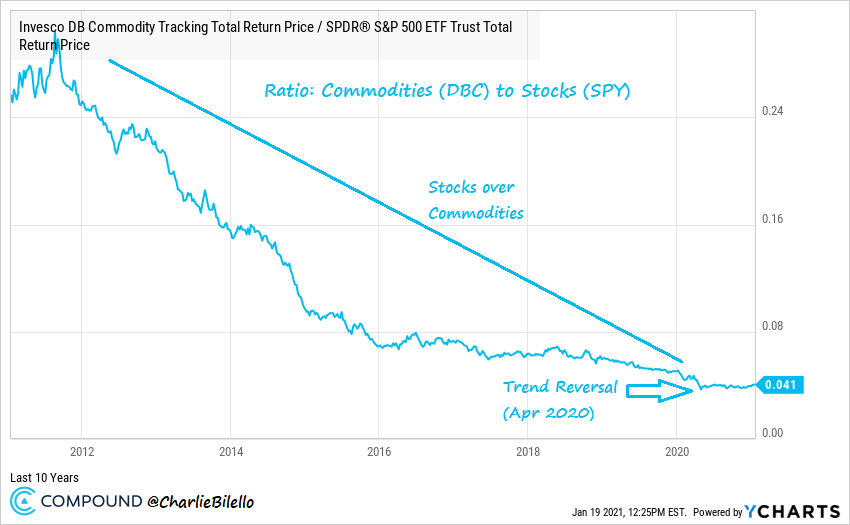 Invesco DB Commodity Tracking Total Return Price / SPDR® S&P 500 ETF Trust Total
Return Price
Ratio: Commodities (DBC) to Stocks (SPY)
0.24
Stocks over
Commodities
0.16
0.08
Trend Reversal
(Apr 2020)
0.041
0.00
2012
2014
2016
2018
2020
Last 10 Years
COMPOUND @CharlieBilello
Jan 19 2021, 12:25PM EST. Powered by YCHARTS